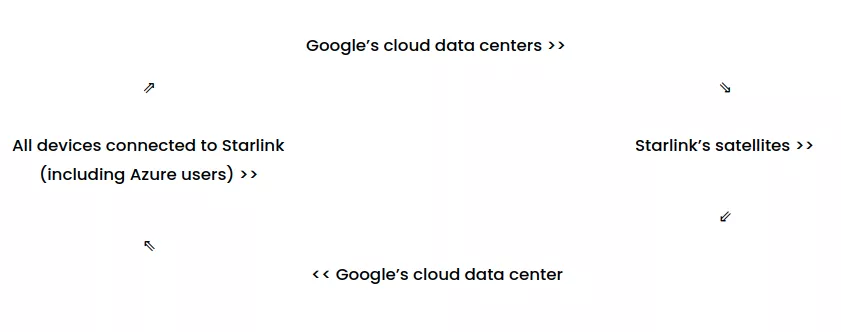 Google's cloud data centers >>
⇗
⇘
All devices connected to Starlink
(including Azure users) >>
Starlink's satellites >>
⇙
⇖
<< Google's cloud data center